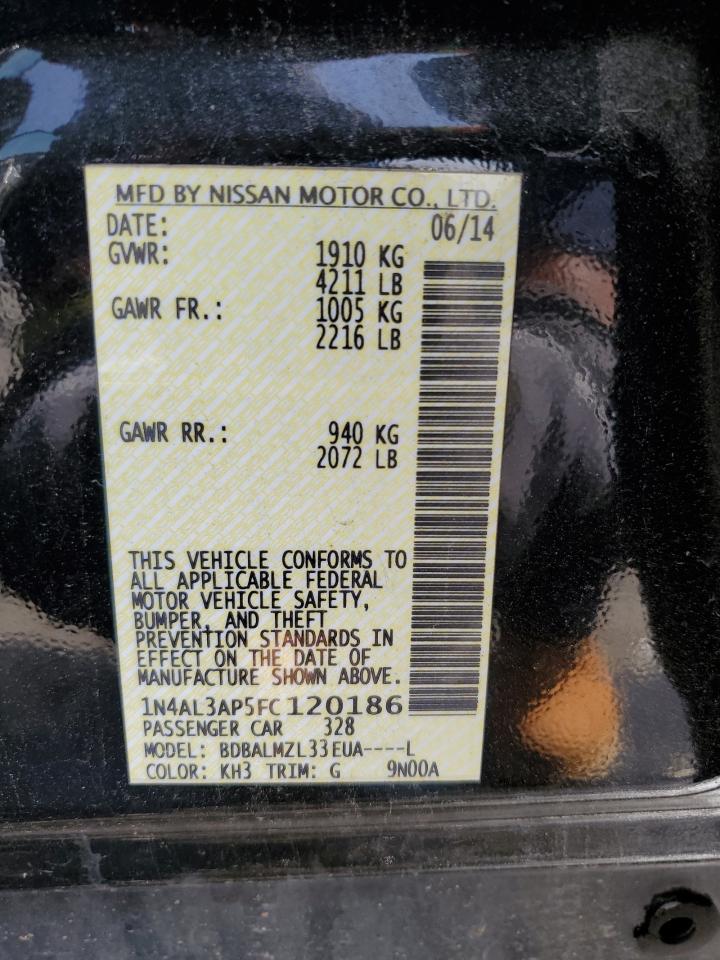 MFD BY NISSAN MOTOR CO., LTD.
DATE: 06/14
GVWR: 1910 KG
4211 LB
GAWR FR.: 1005 KG
2216 LB
GAWR RR.: 940 KG
2072 LB
THIS VEHICLE CONFORMS TO
ALL APPLICABLE FEDERAL
MOTOR VEHICLE SAFETY,
BUMPER, AND THEFT
PREVENTION STANDARDS IN
EFFECT ON THE DATE OF
MANUFACTURE SHOWN ABOVE.
1N4AL3AP5FC120186
PASSENGER CAR 328
MODEL: BDBALMZL33EUA----L
COLOR: KH3 TRIM: G 9N00A